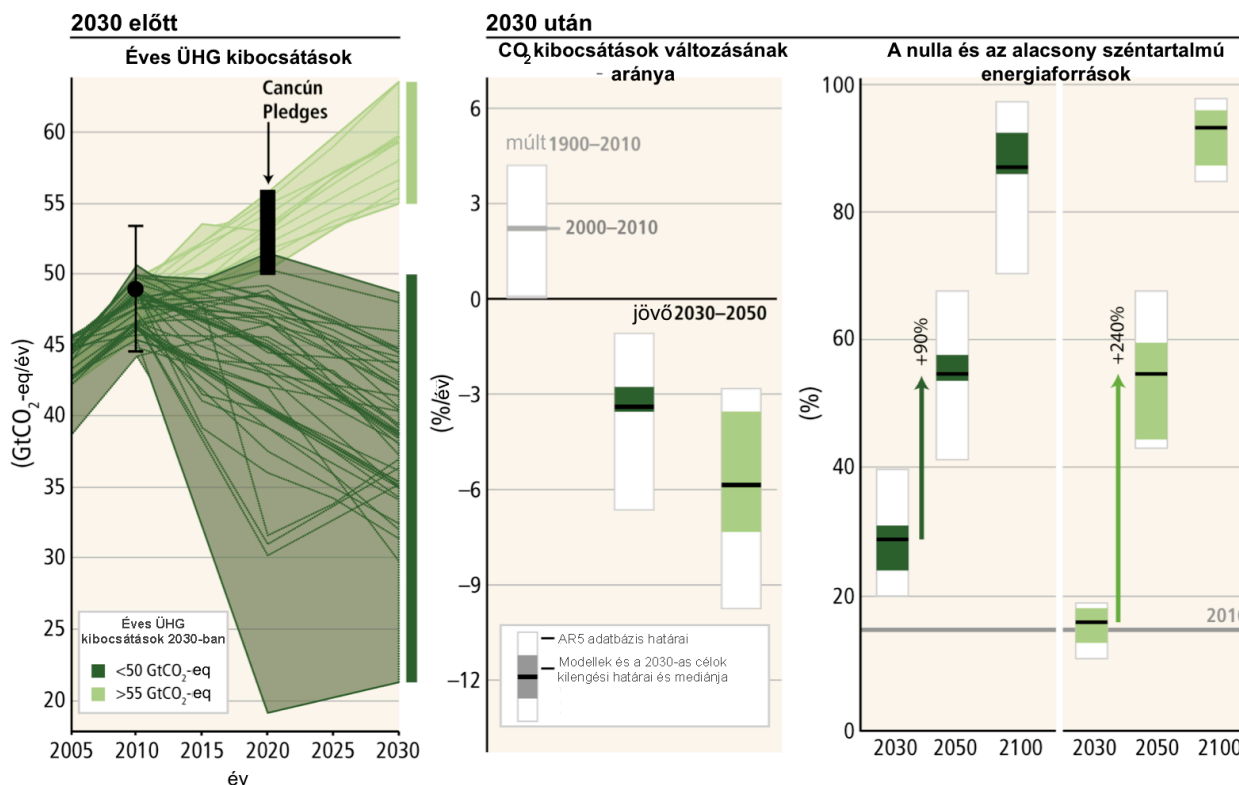 2030 előtt
Éves ÜHG kibocsátások
Cancún
Pledges
(GtCO₂-eq/év)
60
55
50
45
40
35
30
25
20
Éves ÜHG
kibocsátások 2030-ban
<50 GtCO₂-eq
>55 GtCO₂-eq
2005 2010 2015 2020 2025 2030
év
2030 után
CO₂ kibocsátások változásának
- aránya
(%/év)
6
3
0
−3
−6
−9
−12
múlt 1900–2010
2000–2010
jövő 2030–2050
AR5 adatbázis határai
Modellek és a 2030-as célok
kilengési határai és mediánja
A nulla és az alacsony széntartalmú
energiaforrások
(%)
100
80
60
40
20
0
+90%
+240%
2030 2050 2100 2030 2050 2100